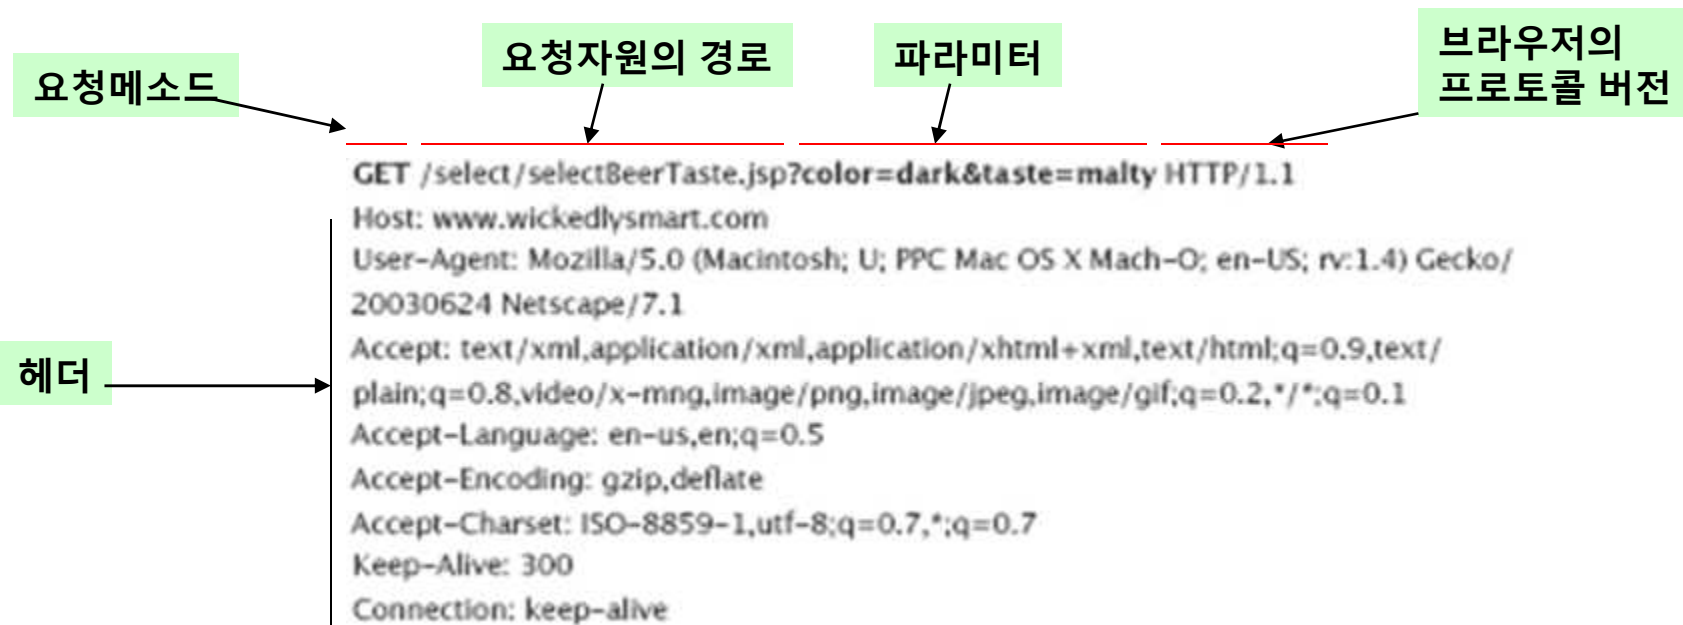 요청메소드
요청자원의 경로
파라미터
브라우저의
프로토콜 버전
GET /select/selectBeerTaste.jsp?color=dark&taste=malty HTTP/1.1
Host: www.wickedlysmart.com
User-Agent: Mozilla/5.0 (Macintosh; U; PPC Mac OS X Mach-O; en-US; rv:1.4) Gecko/
20030624 Netscape/7.1
헤더
Accept: text/xml,application/xml,application/xhtml+xml,text/html;q=0.9,text/
plain;q=0.8,video/x-mng,image/png,image/jpeg,image/gif;q=0.2,*/*;q=0.1
Accept-Language: en-us,en;q=0.5
Accept-Encoding: gzip,deflate
Accept-Charset: ISO-8859-1,utf-8;q=0.7,*;q=0.7
Keep-Alive: 300
Connection: keep-alive